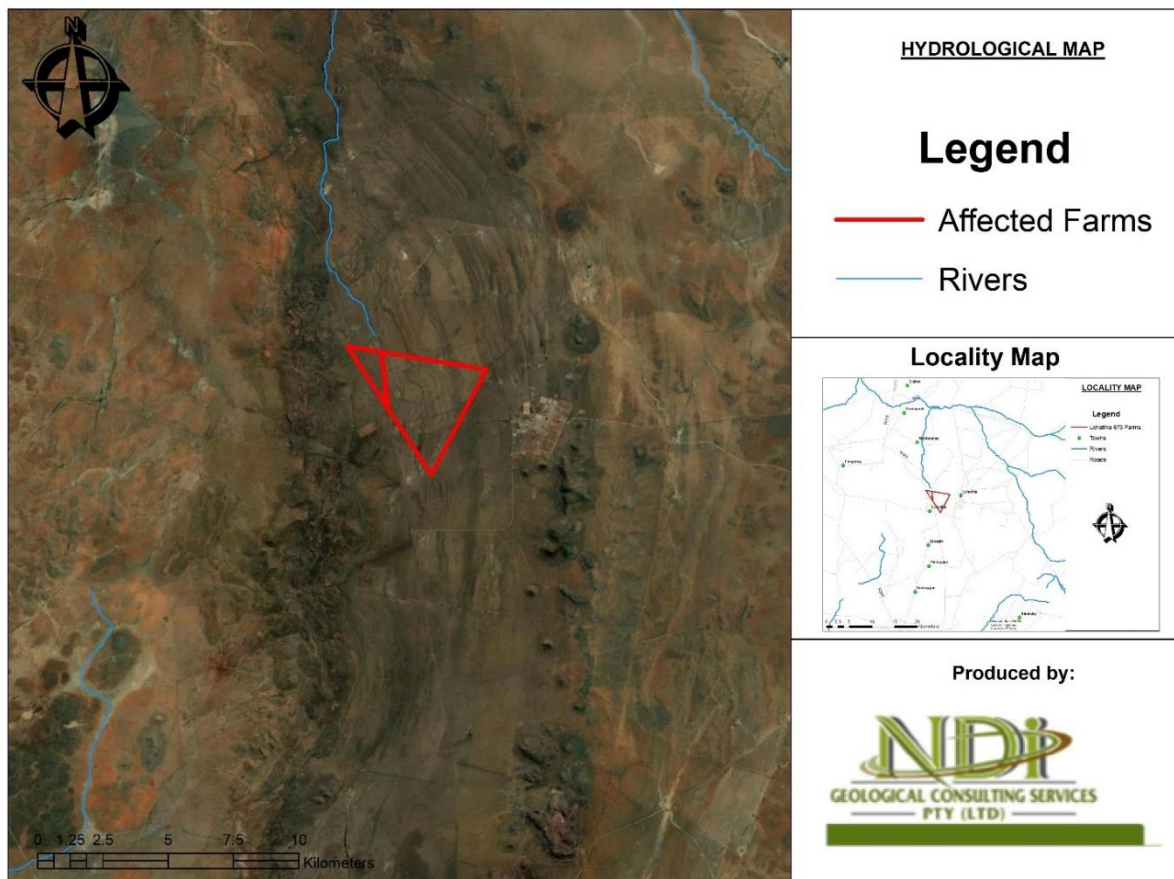 N
0 1.25 2.5 5 7.5 10
Kilometers
HYDROLOGICAL MAP
Legend
Affected Farms
Rivers
Locality Map
LOCALITY MAP
Legend
Towns
Rivers
Roads
Produced by:
NDi
GEOLOGICAL CONSULTING SERVICES
PTY (LTD)